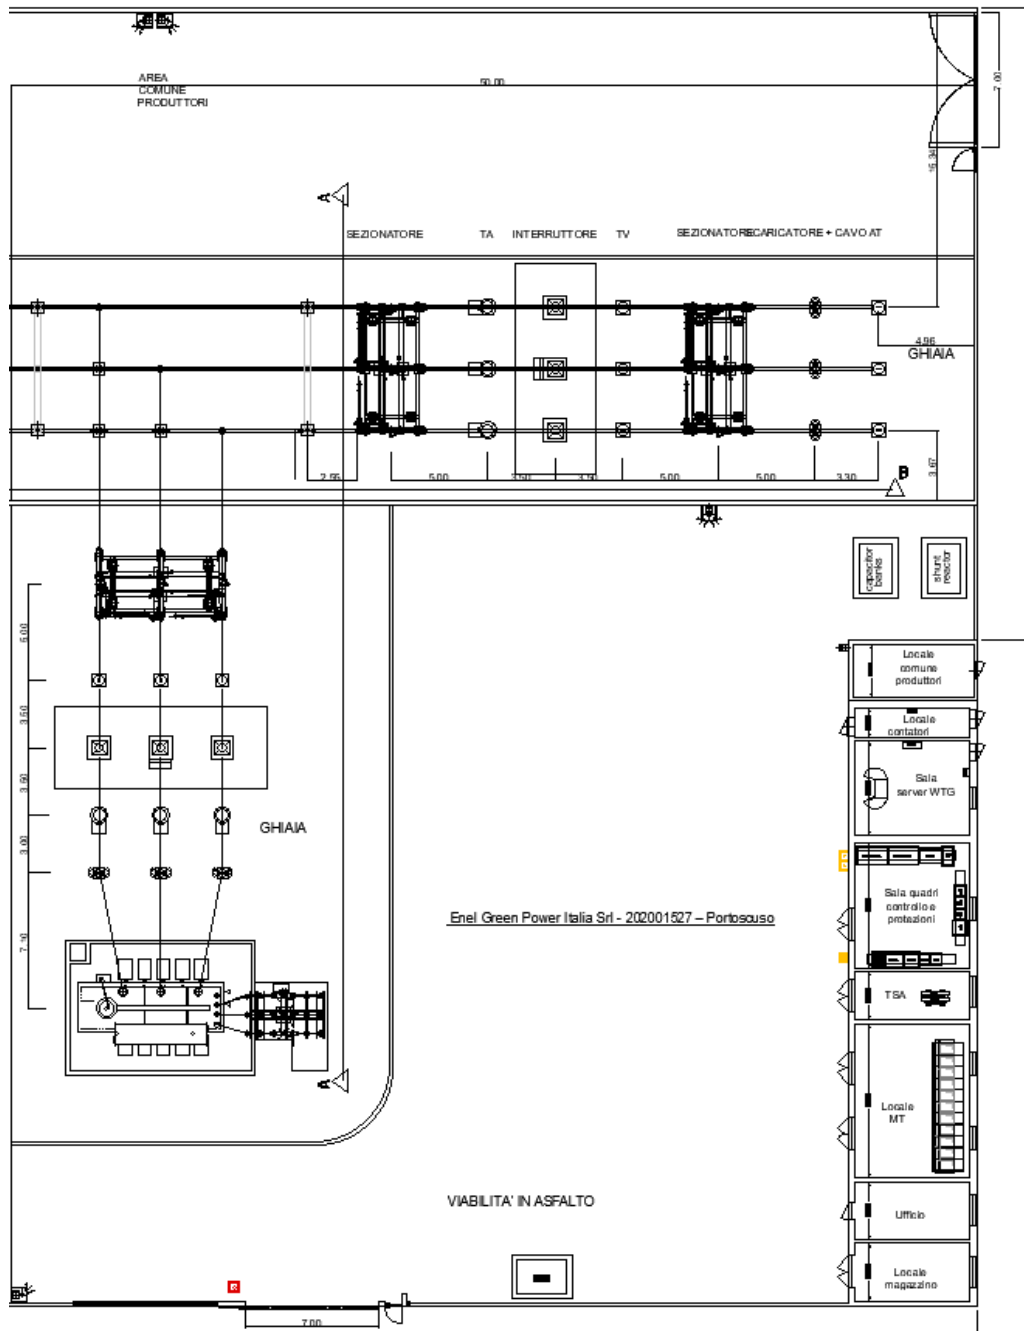 AREA
COMUNE
PRODUTTORI
50.00
7.00
16.34
A'
SEZIONATORE
TA
INTERRUTTORE
TV
SEZIONATORE
SCARICATORE + CAVO AT
4.96
GHIAIA
2.55
5.00
3.50
3.50
5.00
5.00
3.30
3.67
B
capacitor
banks
shunt
reactor
5.00
3.50
3.50
3.00
7.10
GHIAIA
Locale
comune
produttori
Locale
contatori
Sala
server WTG
Enel Green Power Italia Srl - 202001527 – Portoscuso
Sala quadri
controllo e
protezioni
TSA
A'
Locale
MT
VIABILITA' IN ASFALTO
Ufficio
Locale
magazzino
7.00